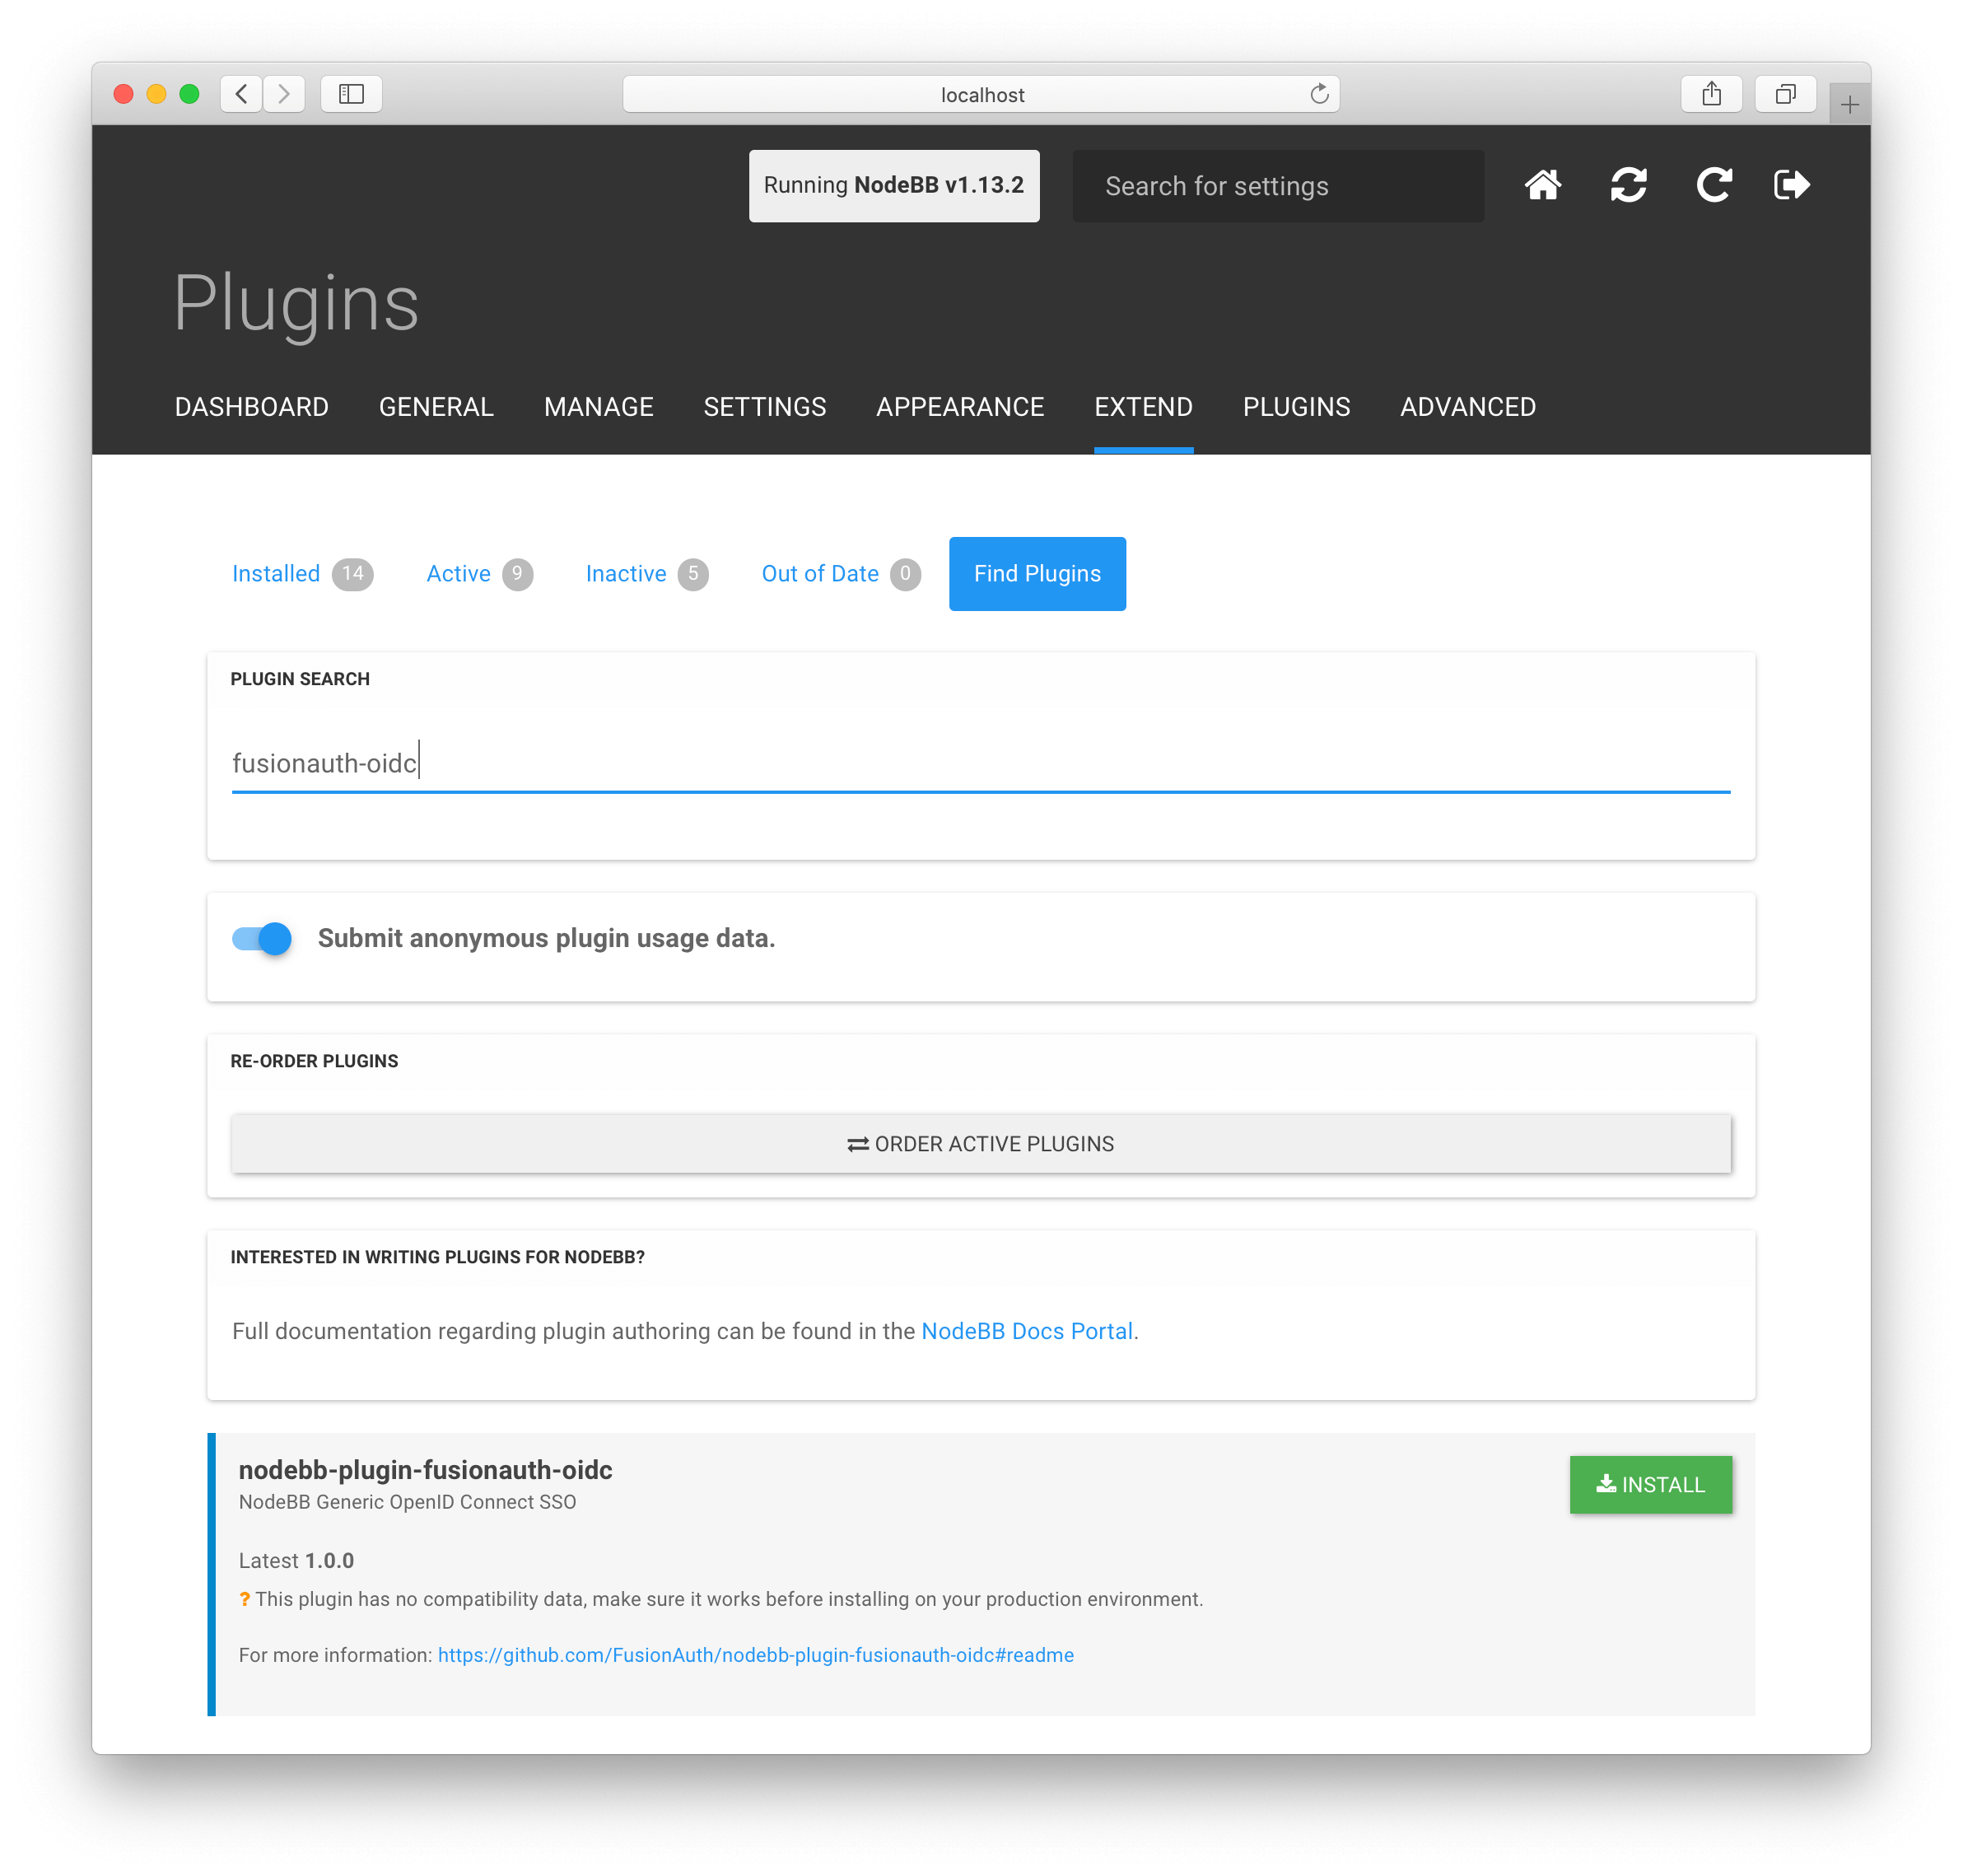 localhost
Running NodeBB v1.13.2
Search for settings
Plugins
DASHBOARD GENERAL MANAGE SETTINGS APPEARANCE EXTEND PLUGINS ADVANCED
Installed 14 Active 9 Inactive 5 Out of Date 0 Find Plugins
PLUGIN SEARCH
fusionauth-oidc
Submit anonymous plugin usage data.
RE-ORDER PLUGINS
ORDER ACTIVE PLUGINS
INTERESTED IN WRITING PLUGINS FOR NODEBB?
Full documentation regarding plugin authoring can be found in the NodeBB Docs Portal.
nodebb-plugin-fusionauth-oidc
INSTALL
NodeBB Generic OpenID Connect SSO
Latest 1.0.0
? This plugin has no compatibility data, make sure it works before installing on your production environment.
For more information: https://github.com/FusionAuth/nodebb-plugin-fusionauth-oidc#readme